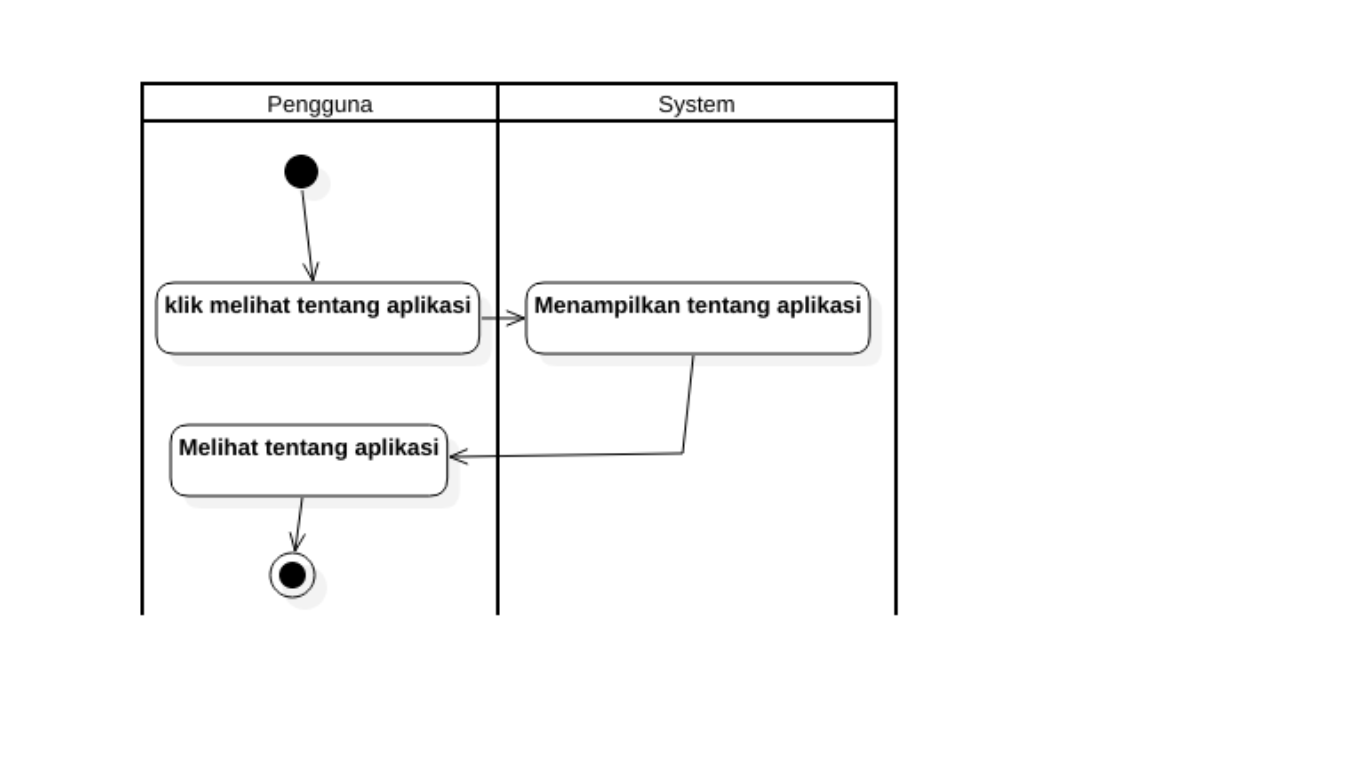 Pengguna
System
klik melihat tentang aplikasi
Menampilkan tentang aplikasi
Melihat tentang aplikasi